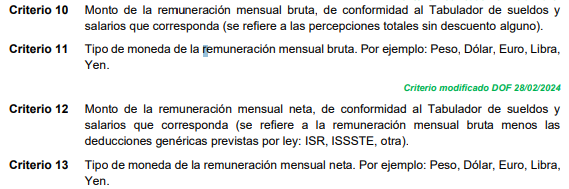 Criterio 10 Monto de la remuneración mensual bruta, de conformidad al Tabulador de sueldos y
salarios que corresponda (se refiere a las percepciones totales sin descuento alguno).
Criterio 11 Tipo de moneda de la remuneración mensual bruta. Por ejemplo: Peso, Dólar, Euro, Libra,
Yen.
Criterio modificado DOF 28/02/2024
Criterio 12 Monto de la remuneración mensual neta, de conformidad al Tabulador de sueldos y
salarios que corresponda (se refiere a la remuneración mensual bruta menos las
deducciones genéricas previstas por ley: ISR, ISSSTE, otra).
Criterio 13 Tipo de moneda de la remuneración mensual neta. Por ejemplo: Peso, Dólar, Euro, Libra,
Yen.